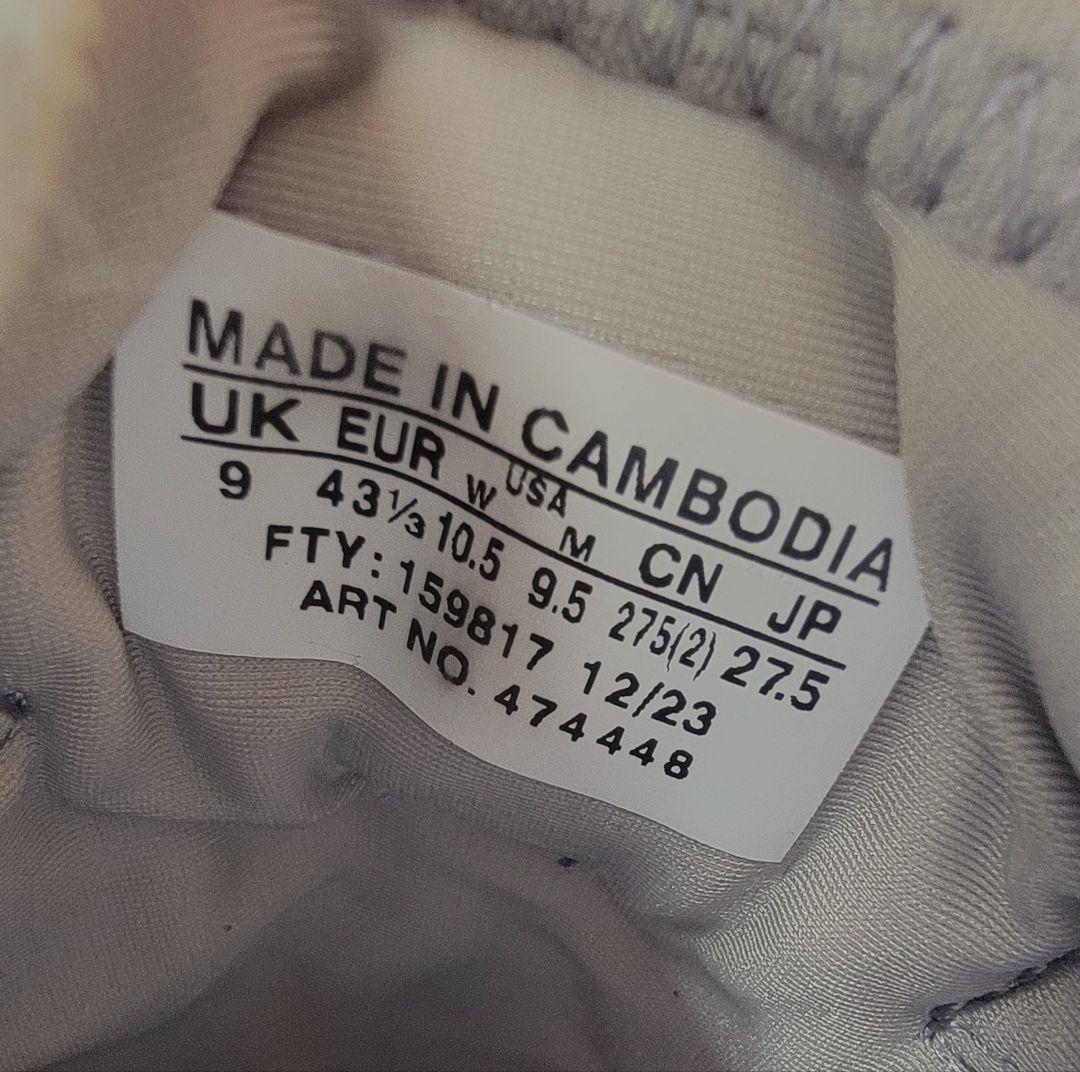 MADE IN CAMBODIA
UK EUR W USA M CN JP
9 43⅓ 10.5 9.5 275(2) 27.5
FTY: 159817 12/23
ART NO. 474448